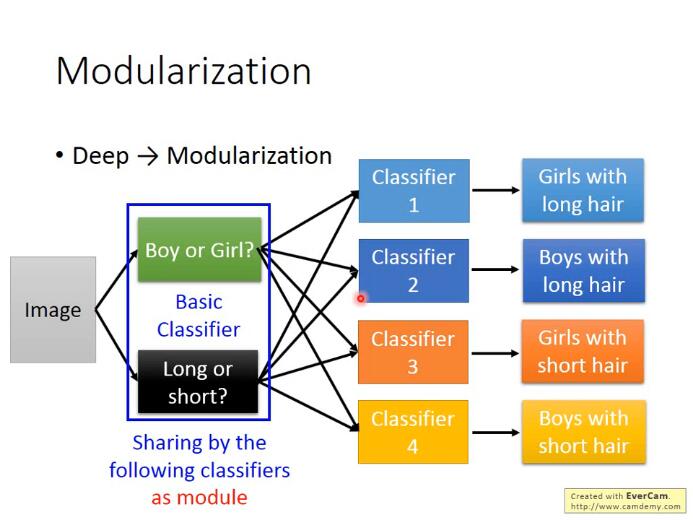 Modularization
• Deep → Modularization
Image
Boy or Girl?
Basic
Classifier
Long or
short?
Sharing by the
following classifiers
as module
Classifier
1
Girls with
long hair
Classifier
2
Boys with
long hair
Classifier
3
Girls with
short hair
Classifier
4
Boys with
short hair
Created with EverCam.
http://www.camdemy.com